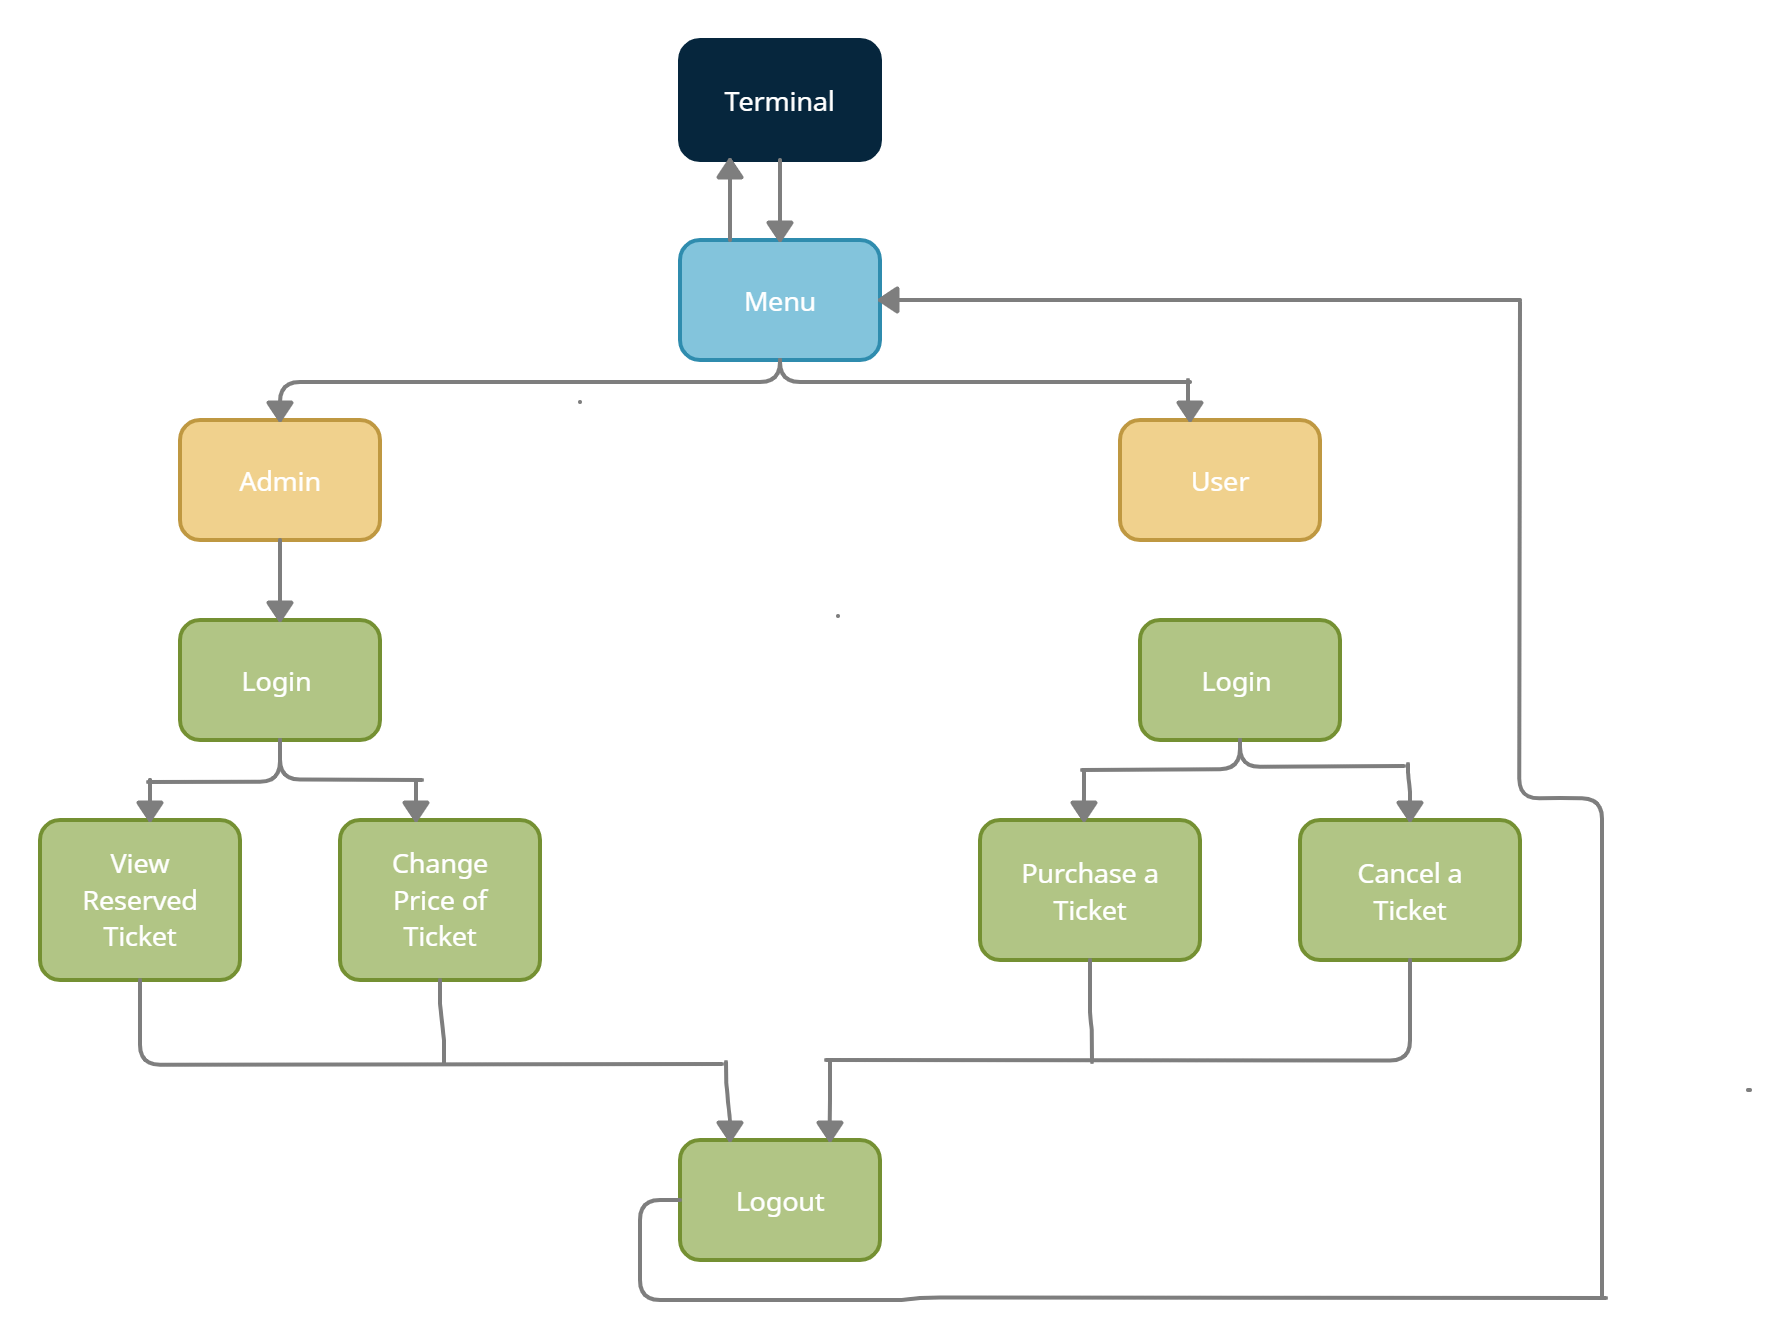 Terminal
Menu
Admin
User
Login
Login
View
Reserved
Ticket
Change
Price of
Ticket
Purchase a
Ticket
Cancel a
Ticket
Logout